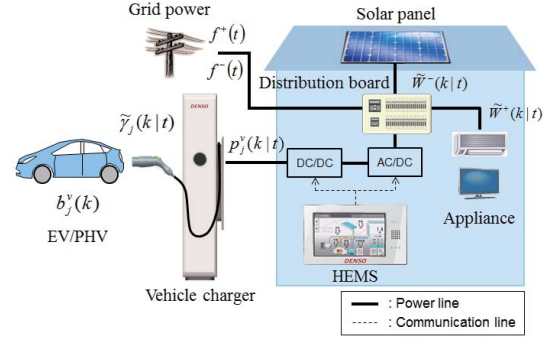 Grid power
Solar panel
f⁺(t)
f⁻(t)
Distribution board
W̃⁻(k|t)
W̃⁺(k|t)
γ̃ⱼ(k|t)
DENSO
pⱼᵛ(k|t)
DC/DC
AC/DC
bⱼᵛ(k)
EV/PHV
Appliance
DENSO
HEMS
Vehicle charger
: Power line
: Communication line